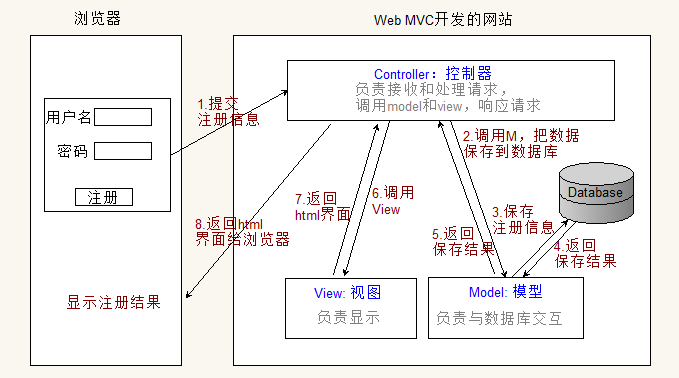 浏览器
Web MVC开发的网站
Controller：控制器
负责接收和处理请求，
调用model和view，响应请求
用户名
密码
注册
1.提交
注册信息
2.调用M，把数据
保存到数据库
Database
7.返回
html界面
6.调用
View
3.保存
注册信息
8.返回html
界面给浏览器
5.返回
保存结果
4.返回
保存结果
显示注册结果
View: 视图
负责显示
Model: 模型
负责与数据库交互